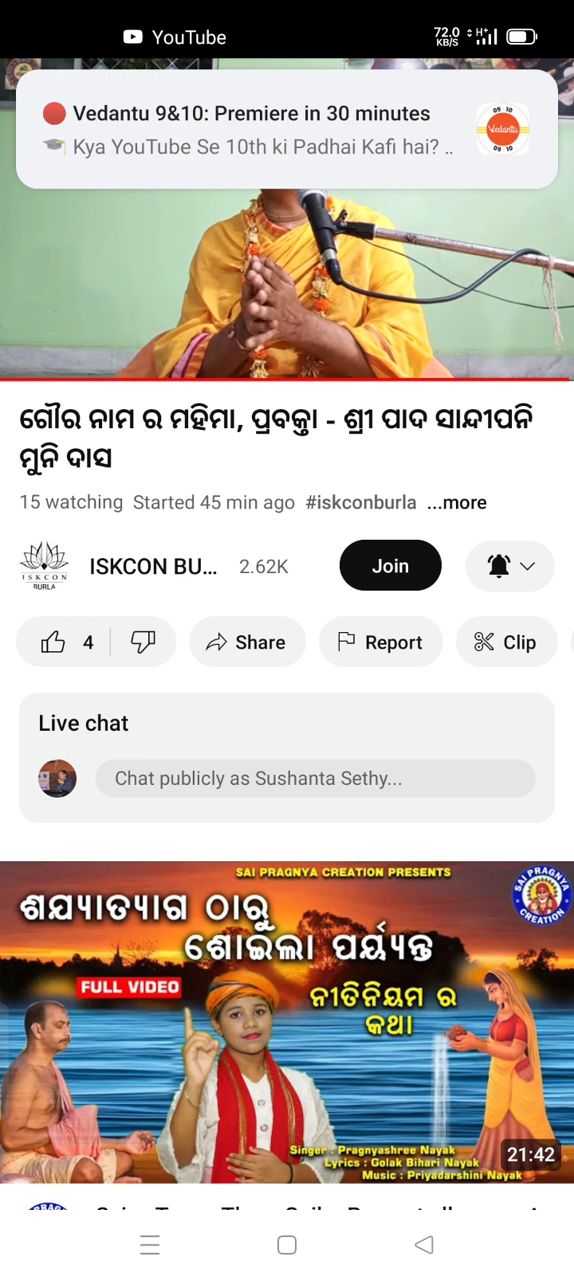 YouTube
72.0
KB/S
H+
Vedantu 9&10: Premiere in 30 minutes
Vedantu
09 10
09 10
Kya YouTube Se 10th ki Padhai Kafi hai? ..
ଗୌର ନାମ ର ମହିମା, ପ୍ରବକ୍ତା - ଶ୍ରୀ ପାଦ ସାନ୍ଦୀପନି
ମୁନି ଦାସ
15 watching Started 45 min ago #iskconburla ...more
ISKCON
BURLA
ISKCON BU... 2.62K Join
4 Share Report Clip
Live chat
Chat publicly as Sushanta Sethy...
SAI PRAGNYA CREATION PRESENTS
SAI PRAGNYA
CREATION
ଶଯ୍ୟାତ୍ୟାଗ ଠାରୁ
ଶୋଇଲା ପର୍ୟ୍ୟନ୍ତ
FULL VIDEO
ନୀତିନିୟମ ର
କଥା
Singer : Pragnyashree Nayak
Lyrics : Golak Bihari Nayak
Music : Priyadarshini Nayak
21:42